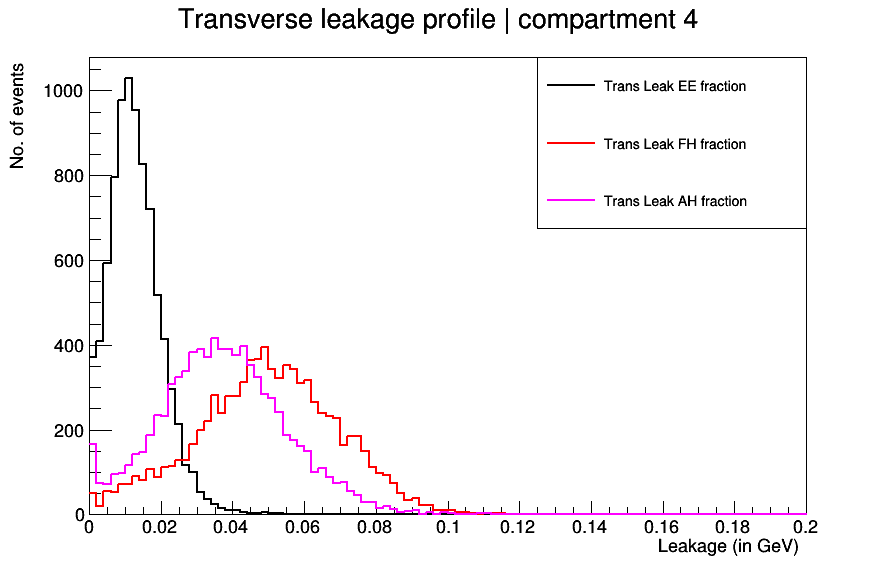 Transverse leakage profile | compartment 4
No. of events
1000
800
600
400
200
0
Trans Leak EE fraction
Trans Leak FH fraction
Trans Leak AH fraction
0 0.02 0.04 0.06 0.08 0.1 0.12 0.14 0.16 0.18 0.2
Leakage (in GeV)